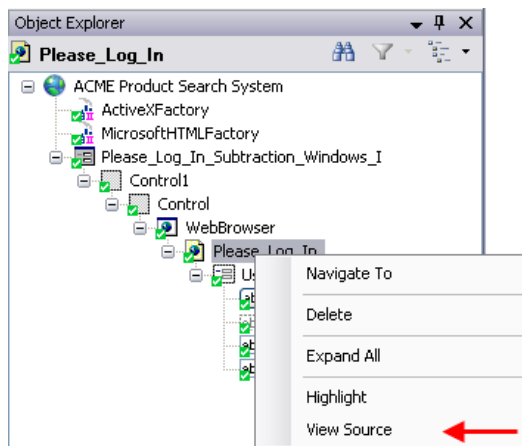 Object Explorer
Please_Log_In
ACME Product Search System
ActiveXFactory
MicrosoftHTMLFactory
Please_Log_In_Subtraction_Windows_I
Control1
Control
WebBrowser
Please_Log_In
Navigate To
Delete
Expand All
Highlight
View Source